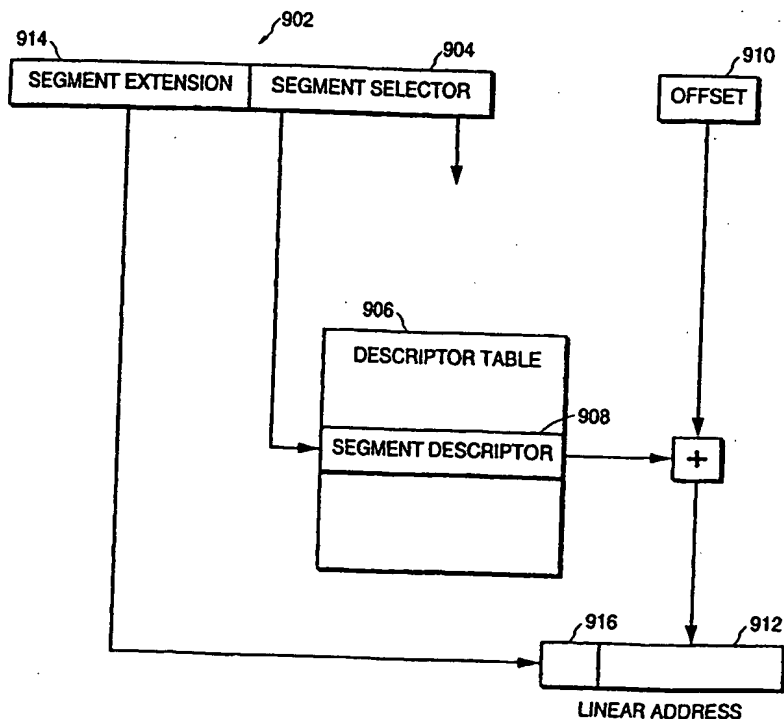 902
914
904
910
SEGMENT EXTENSION
SEGMENT SELECTOR
OFFSET
906
DESCRIPTOR TABLE
908
SEGMENT DESCRIPTOR
+
916
912
LINEAR ADDRESS